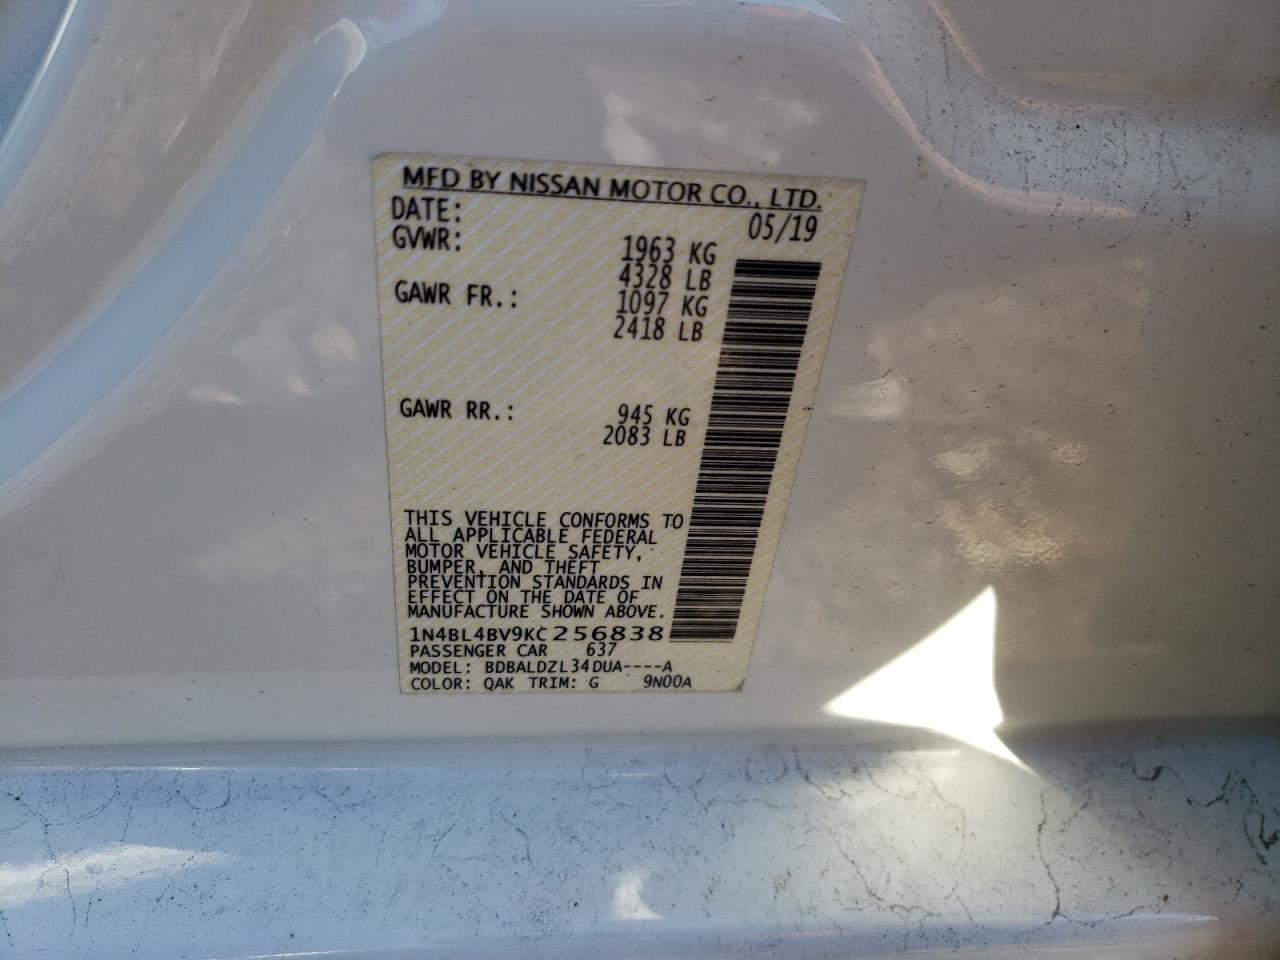 MFD BY NISSAN MOTOR CO., LTD.
DATE: 05/19
GVWR: 1963 KG
4328 LB
GAWR FR.: 1097 KG
2418 LB
GAWR RR.: 945 KG
2083 LB
THIS VEHICLE CONFORMS TO
ALL APPLICABLE FEDERAL
MOTOR VEHICLE SAFETY,
BUMPER, AND THEFT
PREVENTION STANDARDS IN
EFFECT ON THE DATE OF
MANUFACTURE SHOWN ABOVE.
1N4BL4BV9KC256838
PASSENGER CAR 637
MODEL: BDBALDZL34DUA----A
COLOR: QAK TRIM: G 9N00A